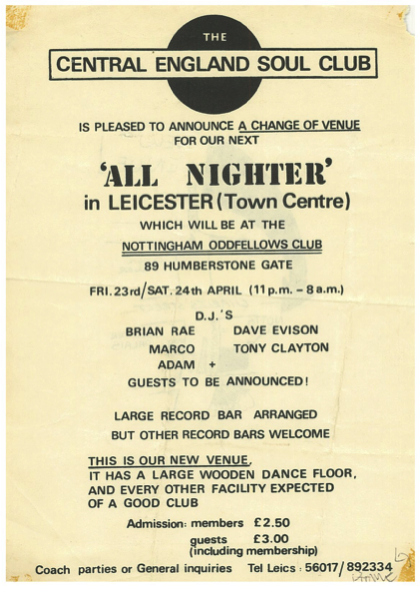 THE
CENTRAL ENGLAND SOUL CLUB
IS PLEASED TO ANNOUNCE A CHANGE OF VENUE
FOR OUR NEXT
'ALL NIGHTER'
in LEICESTER (Town Centre)
WHICH WILL BE AT THE
NOTTINGHAM ODDFELLOWS CLUB
89 HUMBERSTONE GATE
FRI. 23rd/SAT. 24th APRIL (11 p.m. – 8 a.m.)
D.J.'S
BRIAN RAE DAVE EVISON
MARCO TONY CLAYTON
ADAM +
GUESTS TO BE ANNOUNCED!
LARGE RECORD BAR ARRANGED
BUT OTHER RECORD BARS WELCOME
THIS IS OUR NEW VENUE,
IT HAS A LARGE WOODEN DANCE FLOOR,
AND EVERY OTHER FACILITY EXPECTED
OF A GOOD CLUB
Admission: members £2.50
guests £3.00
(including membership)
Coach parties or General inquiries Tel Leics : 56017/892334